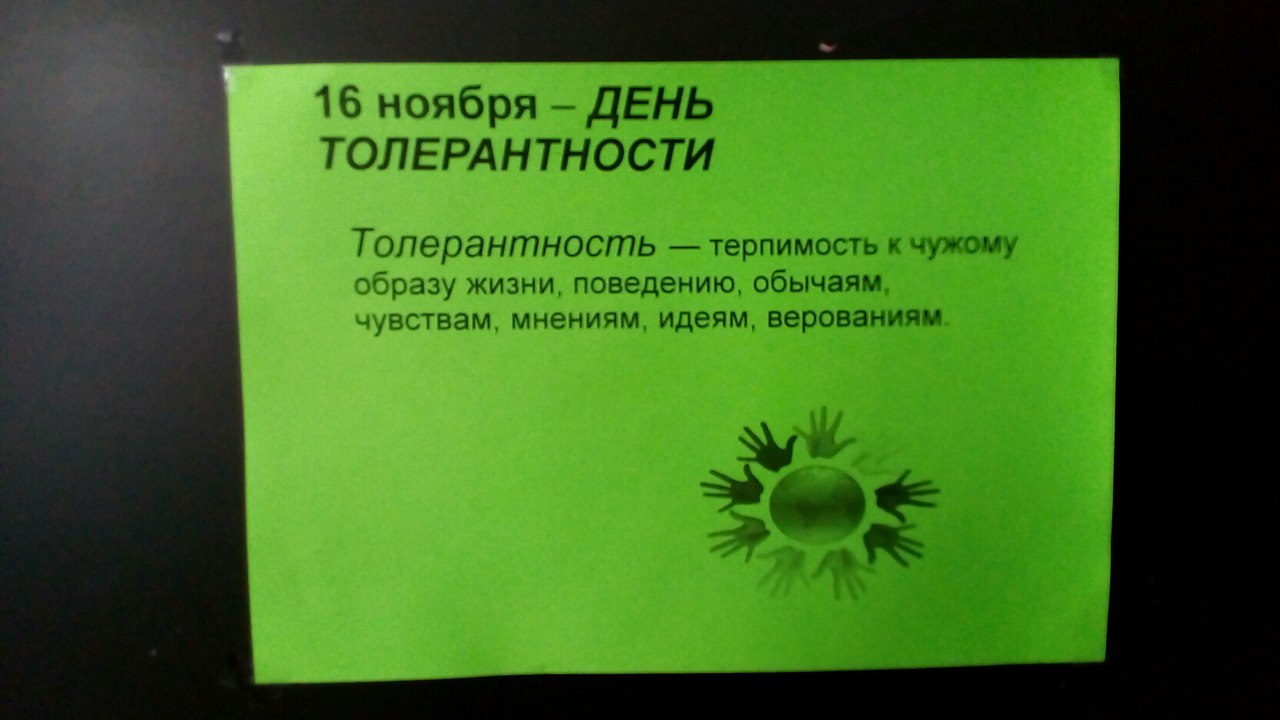 16 ноября – ДЕНЬ
ТОЛЕРАНТНОСТИ
Толерантность — терпимость к чужому
образу жизни, поведению, обычаям,
чувствам, мнениям, идеям, верованиям.